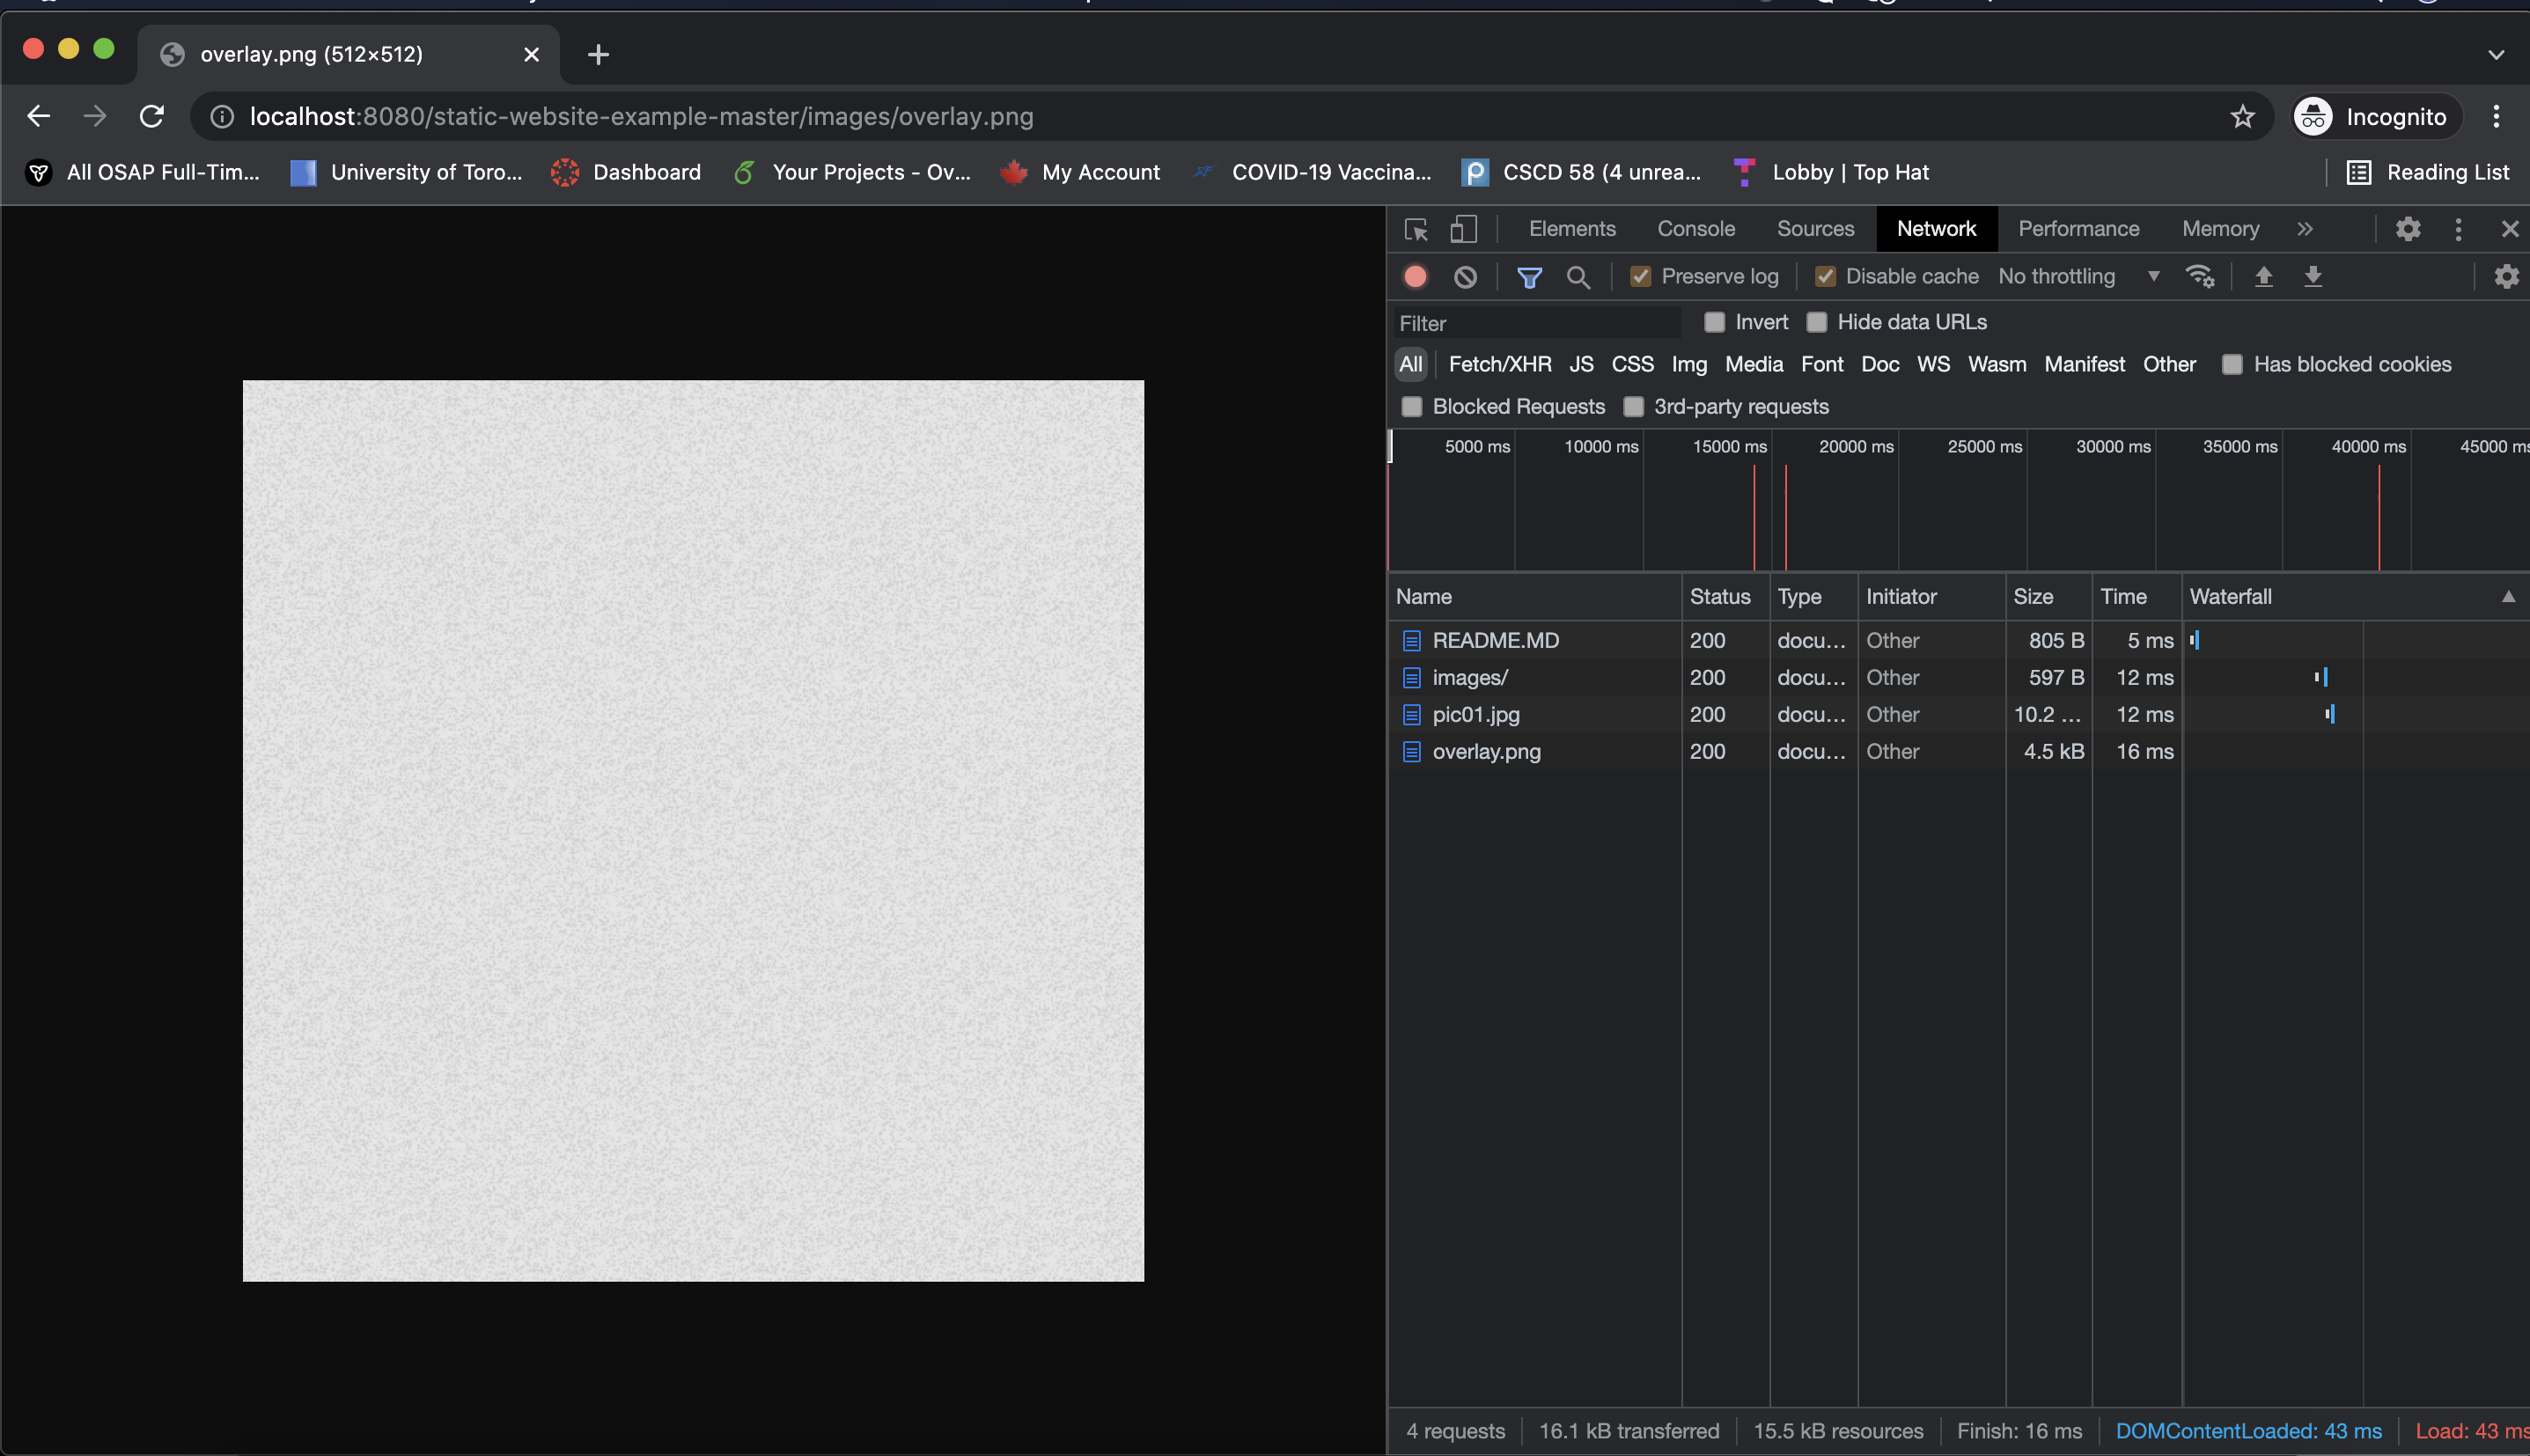 overlay.png (512×512)
localhost:8080/static-website-example-master/images/overlay.png
Incognito
All OSAP Full-Tim... University of Toro... Dashboard Your Projects - Ov... My Account COVID-19 Vaccina... CSCD 58 (4 unrea... Lobby | Top Hat Reading List
Elements Console Sources Network Performance Memory
Preserve log Disable cache No throttling
Filter Invert Hide data URLs
All Fetch/XHR JS CSS Img Media Font Doc WS Wasm Manifest Other Has blocked cookies
Blocked Requests 3rd-party requests
5000 ms 10000 ms 15000 ms 20000 ms 25000 ms 30000 ms 35000 ms 40000 ms 45000 ms
Name Status Type Initiator Size Time Waterfall
README.MD 200 docu... Other 805 B 5 ms
images/ 200 docu... Other 597 B 12 ms
pic01.jpg 200 docu... Other 10.2 ... 12 ms
overlay.png 200 docu... Other 4.5 kB 16 ms
4 requests 16.1 kB transferred 15.5 kB resources Finish: 16 ms DOMContentLoaded: 43 ms Load: 43 ms